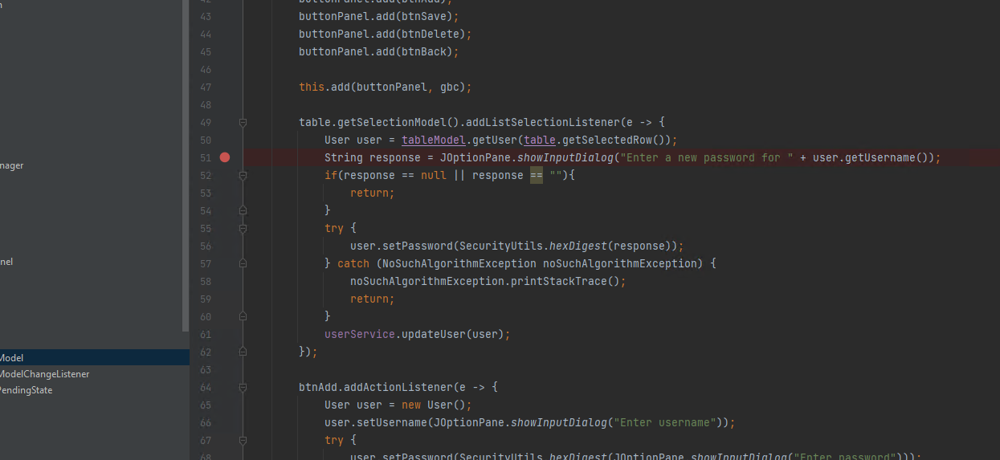 buttonPanel.add(btnAdd);
43 buttonPanel.add(btnSave);
44 buttonPanel.add(btnDelete);
45 buttonPanel.add(btnBack);
46
47 this.add(buttonPanel, gbc);
48
49 table.getSelectionModel().addListSelectionListener(e -> {
50 User user = tableModel.getUser(table.getSelectedRow());
51 String response = JOptionPane.showInputDialog("Enter a new password for " + user.getUsername());
52 if(response == null || response == ""){
53 return;
54 }
55 try {
56 user.setPassword(SecurityUtils.hexDigest(response));
57 } catch (NoSuchAlgorithmException noSuchAlgorithmException) {
58 noSuchAlgorithmException.printStackTrace();
59 return;
60 }
61 userService.updateUser(user);
62 });
63
64 btnAdd.addActionListener(e -> {
65 User user = new User();
66 user.setUsername(JOptionPane.showInputDialog("Enter username"));
67 try {
68 user.setPassword(SecurityUtils.hexDigest(JOptionPane.showInputDialog("Enter password")));
nager
nel
Model
ModelChangeListener
PendingState